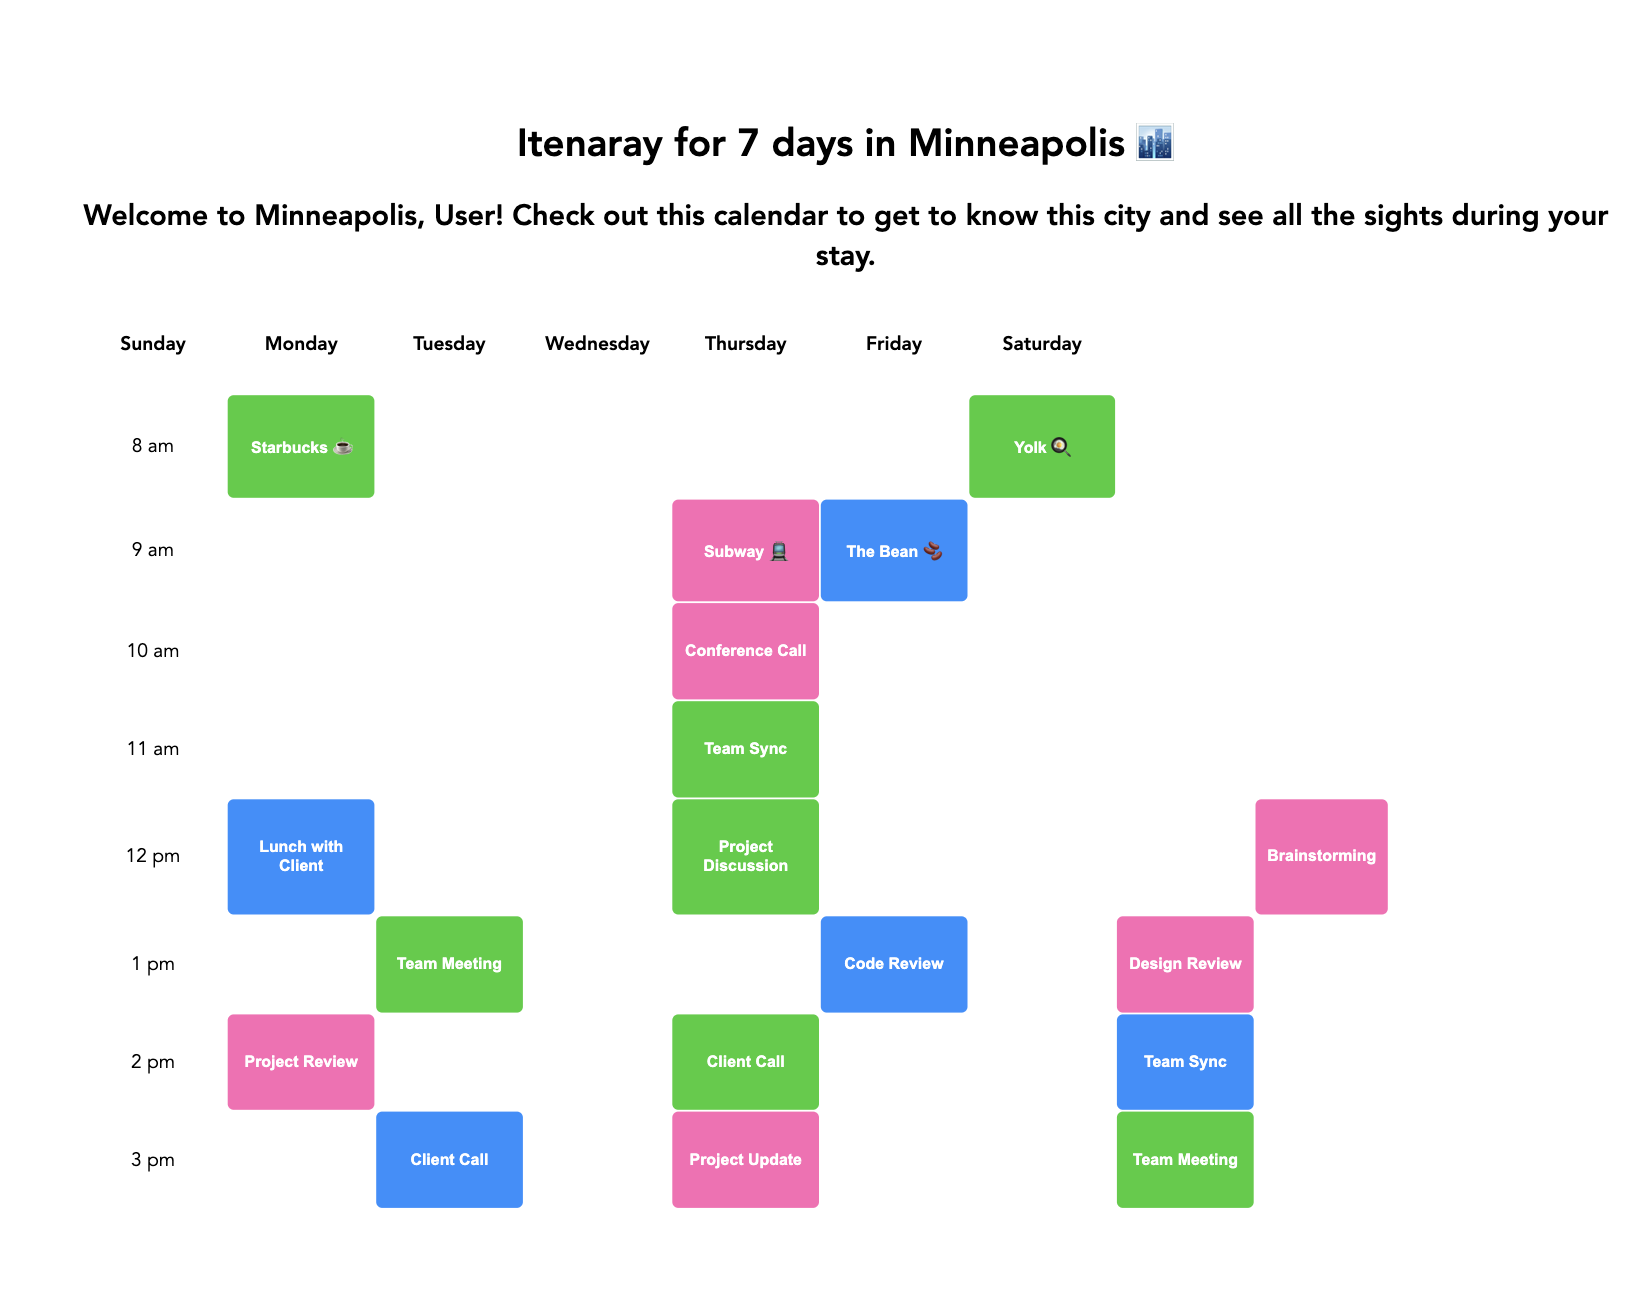 Itenaray for 7 days in Minneapolis
Welcome to Minneapolis, User! Check out this calendar to get to know this city and see all the sights during your
stay.
Sunday Monday Tuesday Wednesday Thursday Friday Saturday
8 am Starbucks Yolk
9 am Subway The Bean
10 am Conference Call
11 am Team Sync
12 pm Lunch with Client Project Discussion Brainstorming
1 pm Team Meeting Code Review Design Review
2 pm Project Review Client Call Team Sync
3 pm Client Call Project Update Team Meeting